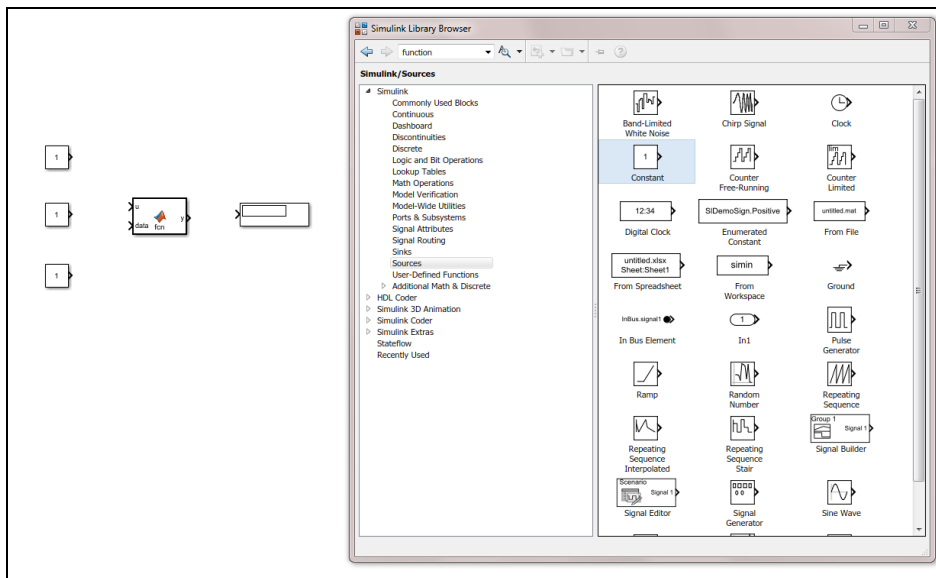 1
1
u
data
fcn
y
1
Simulink Library Browser
function
Simulink/Sources
Simulink
Commonly Used Blocks
Continuous
Dashboard
Discontinuities
Discrete
Logic and Bit Operations
Lookup Tables
Math Operations
Model Verification
Model-Wide Utilities
Ports & Subsystems
Signal Attributes
Signal Routing
Sinks
Sources
User-Defined Functions
Additional Math & Discrete
HDL Coder
Simulink 3D Animation
Simulink Coder
Simulink Extras
Stateflow
Recently Used
Band-Limited
White Noise
Chirp Signal
Clock
1
Constant
Counter
Free-Running
lim
Counter
Limited
12:34
Digital Clock
SlDemoSign.Positive
Enumerated
Constant
untitled.mat
From File
untitled.xlsx
Sheet:Sheet1
From Spreadsheet
simin
From
Workspace
Ground
InBus.signal1
In Bus Element
1
In1
Pulse
Generator
Ramp
Random
Number
Repeating
Sequence
Repeating
Sequence
Interpolated
Repeating
Sequence
Stair
Group 1
Signal 1
Signal Builder
Scenario
Signal 1
Signal Editor
Signal
Generator
Sine Wave